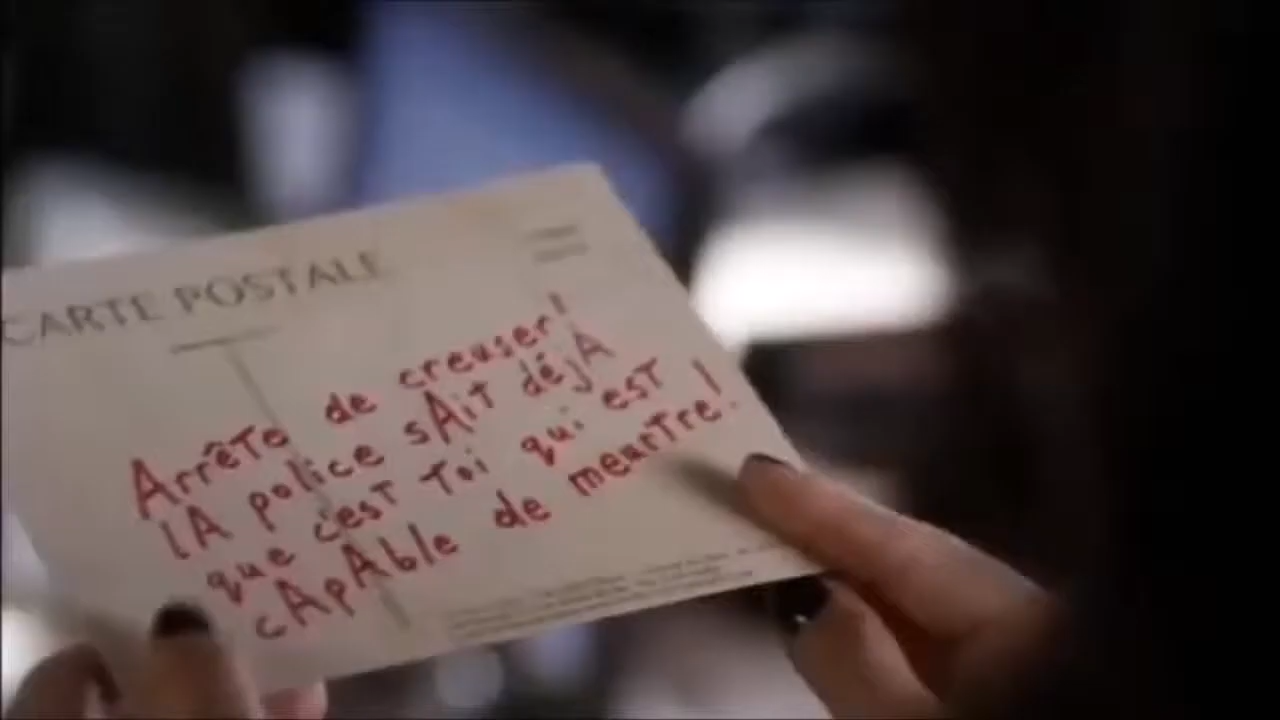 CARTE POSTALE
Arrête de creuser!
lA police sAit déjA
que c'est toi qui est
cApAble de meurtre!